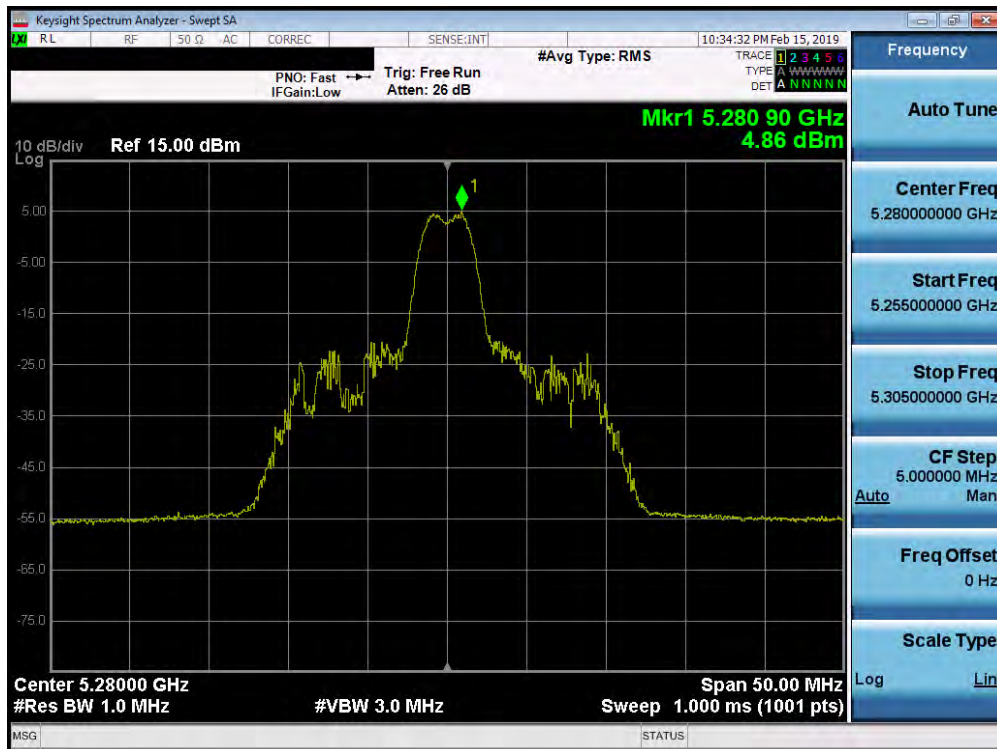 Keysight Spectrum Analyzer - Swept SA
LXI RL RF 50 Ω AC CORREC SENSE:INT 10:34:32 PM Feb 15, 2019
#Avg Type: RMS
TRACE 1 2 3 4 5 6
TYPE A WWWWW
DET A N N N N N
PNO: Fast
IFGain:Low
Trig: Free Run
Atten: 26 dB
Mkr1 5.280 90 GHz
4.86 dBm
10 dB/div Ref 15.00 dBm
Log
1
5.00
-5.00
-15.0
-25.0
-35.0
-45.0
-55.0
-65.0
-75.0
Center 5.28000 GHz Span 50.00 MHz
#Res BW 1.0 MHz #VBW 3.0 MHz Sweep 1.000 ms (1001 pts)
MSG STATUS
Frequency
Auto Tune
Center Freq
5.280000000 GHz
Start Freq
5.255000000 GHz
Stop Freq
5.305000000 GHz
CF Step
5.000000 MHz
Auto Man
Freq Offset
0 Hz
Scale Type
Log Lin